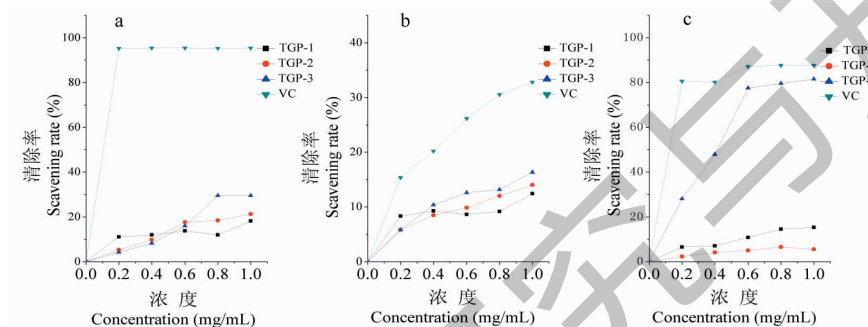 a
100
80
60
40
20
0
清除率
Scavening rate (%)
TGP-1
TGP-2
TGP-3
VC
0.0 0.2 0.4 0.6 0.8 1.0
浓 度
Concentration (mg/mL)
b
40
30
20
10
0
清除率
Scavening rate (%)
TGP-1
TGP-2
TGP-3
VC
0.0 0.2 0.4 0.6 0.8 1.0
浓 度
Concentration (mg/mL)
c
100
80
60
40
20
0
清除率
Scavening rate (%)
TGP
TGP-
TGP-
VC
0.0 0.2 0.4 0.6 0.8 1.0
浓 度
Concentration (mg/mL)
究与